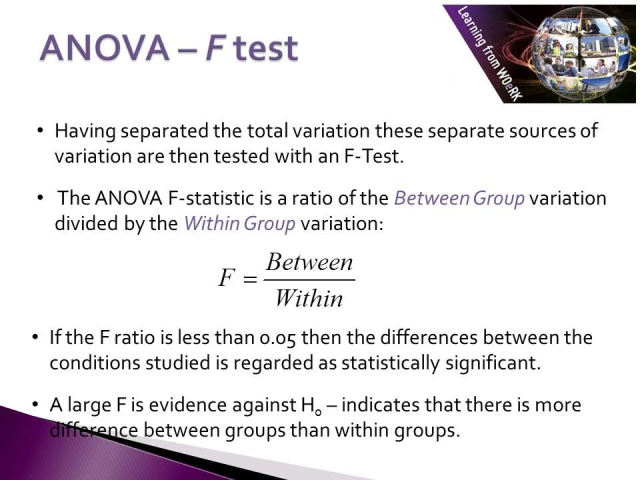 ANOVA – F test
Learning from WOeRK
• Having separated the total variation these separate sources of
variation are then tested with an F-Test.
• The ANOVA F-statistic is a ratio of the Between Group variation
divided by the Within Group variation:
F = Between
Within
• If the F ratio is less than 0.05 then the differences between the
conditions studied is regarded as statistically significant.
• A large F is evidence against H₀ – indicates that there is more
difference between groups than within groups.